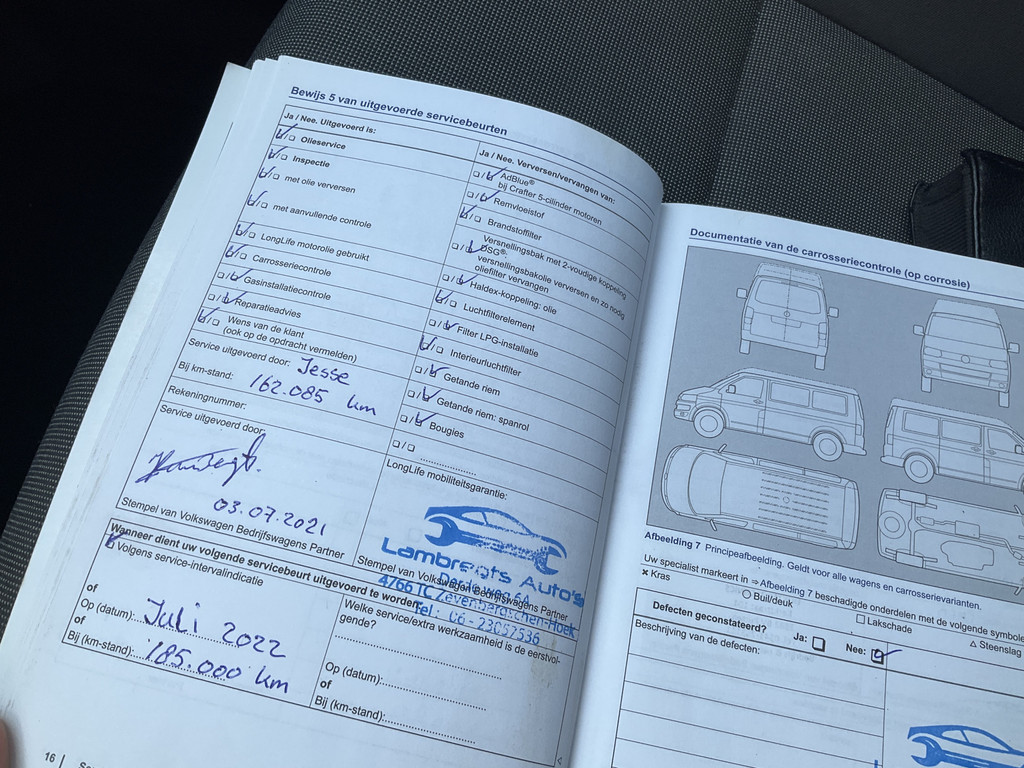 Bewijs 5 van uitgevoerde servicebeurten
Ja / Nee. Uitgevoerd is:
Olieservice
Inspectie
met olie verversen
met aanvullende controle
LongLife motorolie gebruikt
Carrosseriecontrole
Gasinstallatiecontrole
Reparatieadvies
Wens van de klant
(ook op de opdracht vermelden)
Service uitgevoerd door: Jesse
Bij km-stand: 162.085 km
Rekeningnummer:
Service uitgevoerd door:
03.07.2021
Stempel van Volkswagen Bedrijfswagens Partner
Ja / Nee. Verversen/vervangen van:
AdBlue®
bij Crafter 5-cilinder motoren
Remvloeistof
Brandstoffilter
Versnellingsbak met 2-voudige koppeling
DSG®:
versnellingsbakolie verversen en zo nodig
oliefilter vervangen
Haldex-koppeling: olie
Luchtfilterelement
Filter LPG-installatie
Interieurluchtfilter
Getande riem
Getande riem: spanrol
Bougies
LongLife mobiliteitsgarantie:
Lambregts Auto's
Stempel van Volkswagen Bedrijfswagens Partner
TC Zevenbergschen-Hoek
Tel: 06 - 23057536
Wanneer dient uw volgende servicebeurt uitgevoerd te worden
Volgens service-intervalindicatie
of
Op (datum): Juli 2022
of
Bij (km-stand): 185.000 km
Welke service/extra werkzaamheid is de eerstvol-
gende?
Op (datum):
of
Bij (km-stand):
16
Documentatie van de carrosseriecontrole (op corrosie)
Afbeelding 7 Principeafbeelding. Geldt voor alle wagens en carrosserievarianten.
Uw specialist markeert in ⇒ Afbeelding 7 beschadigde onderdelen met de volgende symbole
× Kras
○ Buil/deuk
□ Lakschade
△ Steenslag
Defecten geconstateerd? Ja: Nee:
Beschrijving van de defecten: